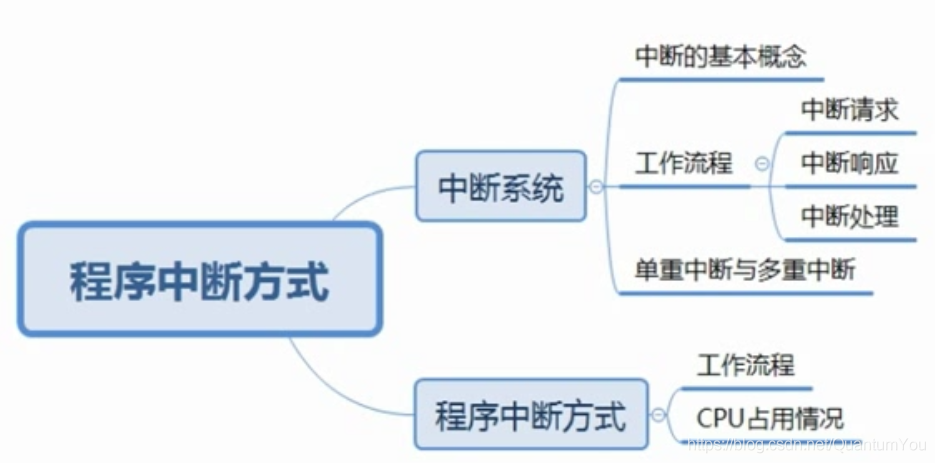 中断的基本概念
中断请求
工作流程
中断响应
中断系统
中断处理
单重中断与多重中断
程序中断方式
工作流程
程序中断方式
CPU占用情况
https://blog.csdn.net/QuantumYou